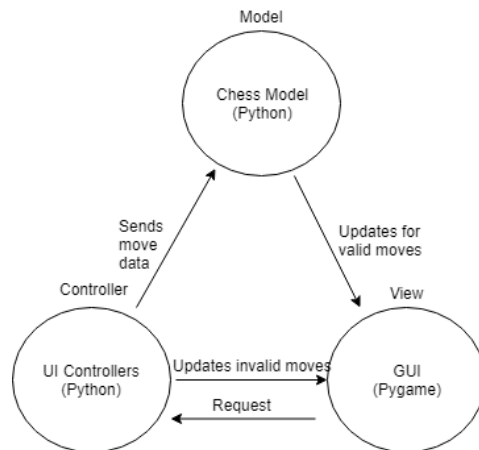 Model
Chess Model
(Python)
Sends
move
data
Updates for
valid moves
Controller
View
UI Controllers
(Python)
Updates invalid moves
GUI
(Pygame)
Request